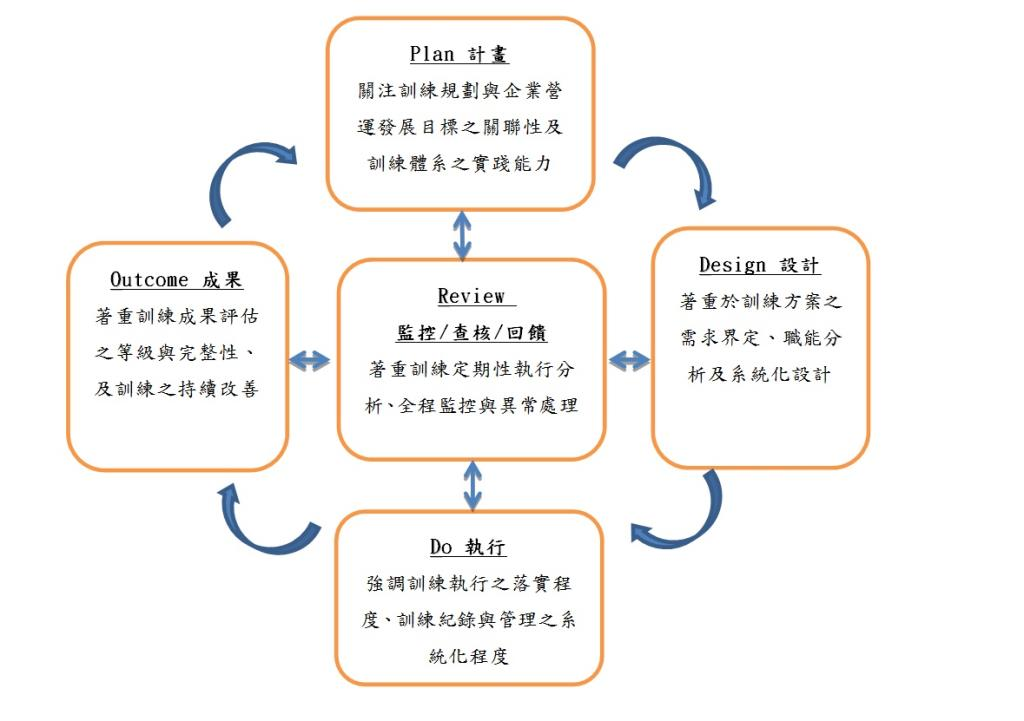 Plan 計畫
關注訓練規劃與企業營
運發展目標之關聯性及
訓練體系之實踐能力
Design 設計
著重於訓練方案之
需求界定、職能分
析及系統化設計
Outcome 成果
著重訓練成果評估
之等級與完整性、
及訓練之持續改善
Review
監控/查核/回饋
著重訓練定期性執行分
析、全程監控與異常處理
Do 執行
強調訓練執行之落實程
度、訓練紀錄與管理之系
統化程度